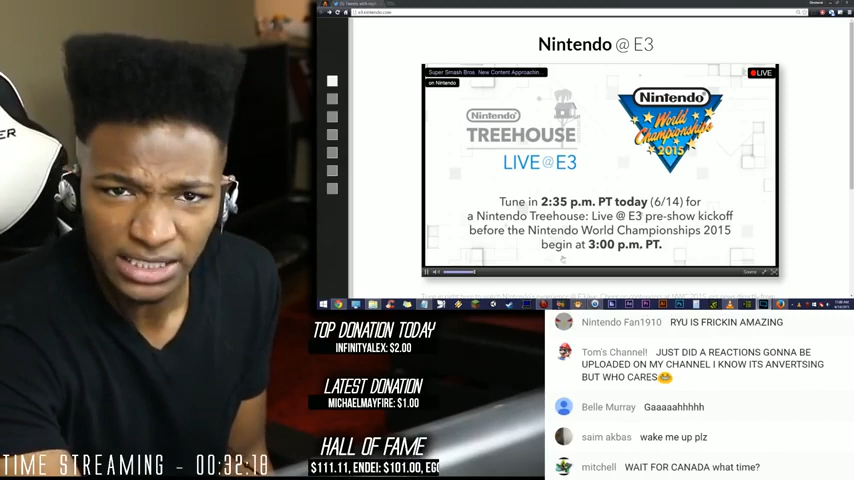 e3.nintendo.com
Nintendo @ E3
Super Smash Bros. New Content Approachin...
on Nintendo
LIVE
Nintendo
TREEHOUSE
LIVE@E3
Nintendo
World
Championships
2015
Tune in 2:35 p.m. PT today (6/14) for
a Nintendo Treehouse: Live @ E3 pre-show kickoff
before the Nintendo World Championships 2015
begin at 3:00 p.m. PT.
TOP DONATION TODAY
INFINITYALEX: $2.00
LATEST DONATION
MICHAELMAYFIRE: $1.00
HALL OF FAME
$111.11, ENDEI: $101.00, EGO
TIME STREAMING - 00:32:18
Nintendo Fan1910 RYU IS FRICKIN AMAZING
Tom's Channel! JUST DID A REACTIONS GONNA BE
UPLOADED ON MY CHANNEL I KNOW ITS ANVERTSING
BUT WHO CARES😂
Belle Murray Gaaaaahhhhh
saim akbas wake me up plz
mitchell WAIT FOR CANADA what time?